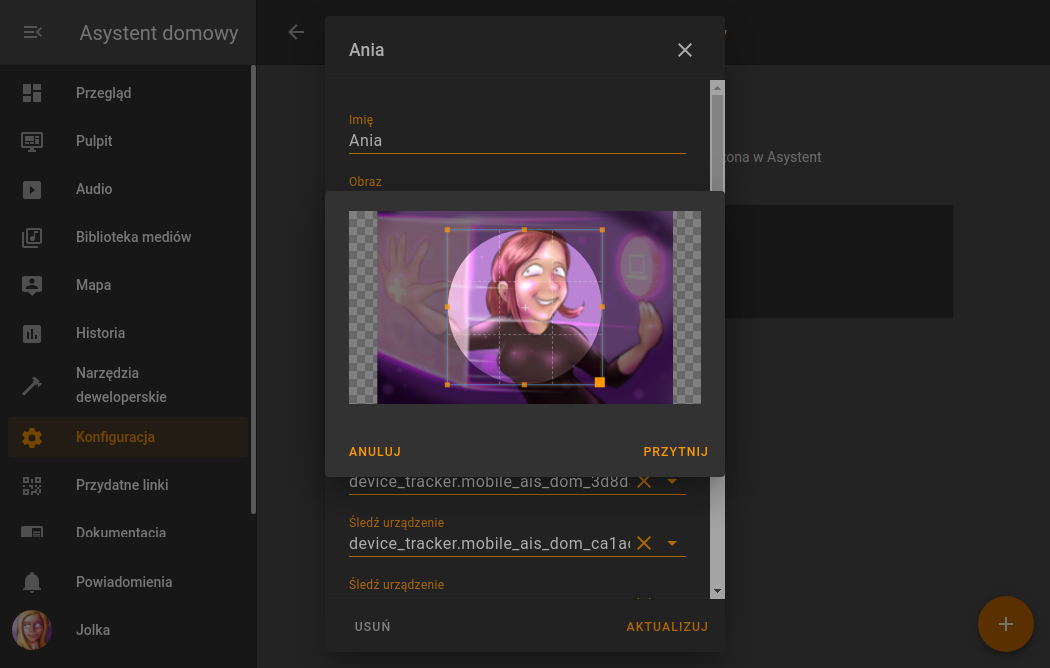 Asystent domowy
Przegląd
Pulpit
Audio
Biblioteka mediów
Mapa
Historia
Narzędzia
deweloperskie
Konfiguracja
Przydatne linki
Dokumentacja
Powiadomienia
Jolka
Ania
Imię
Ania
Obraz
w Asystent
ANULUJ
PRZYTNIJ
device_tracker.mobile_ais_dom_3d8d
Śledź urządzenie
device_tracker.mobile_ais_dom_ca1a
Śledź urządzenie
USUŃ
AKTUALIZUJ